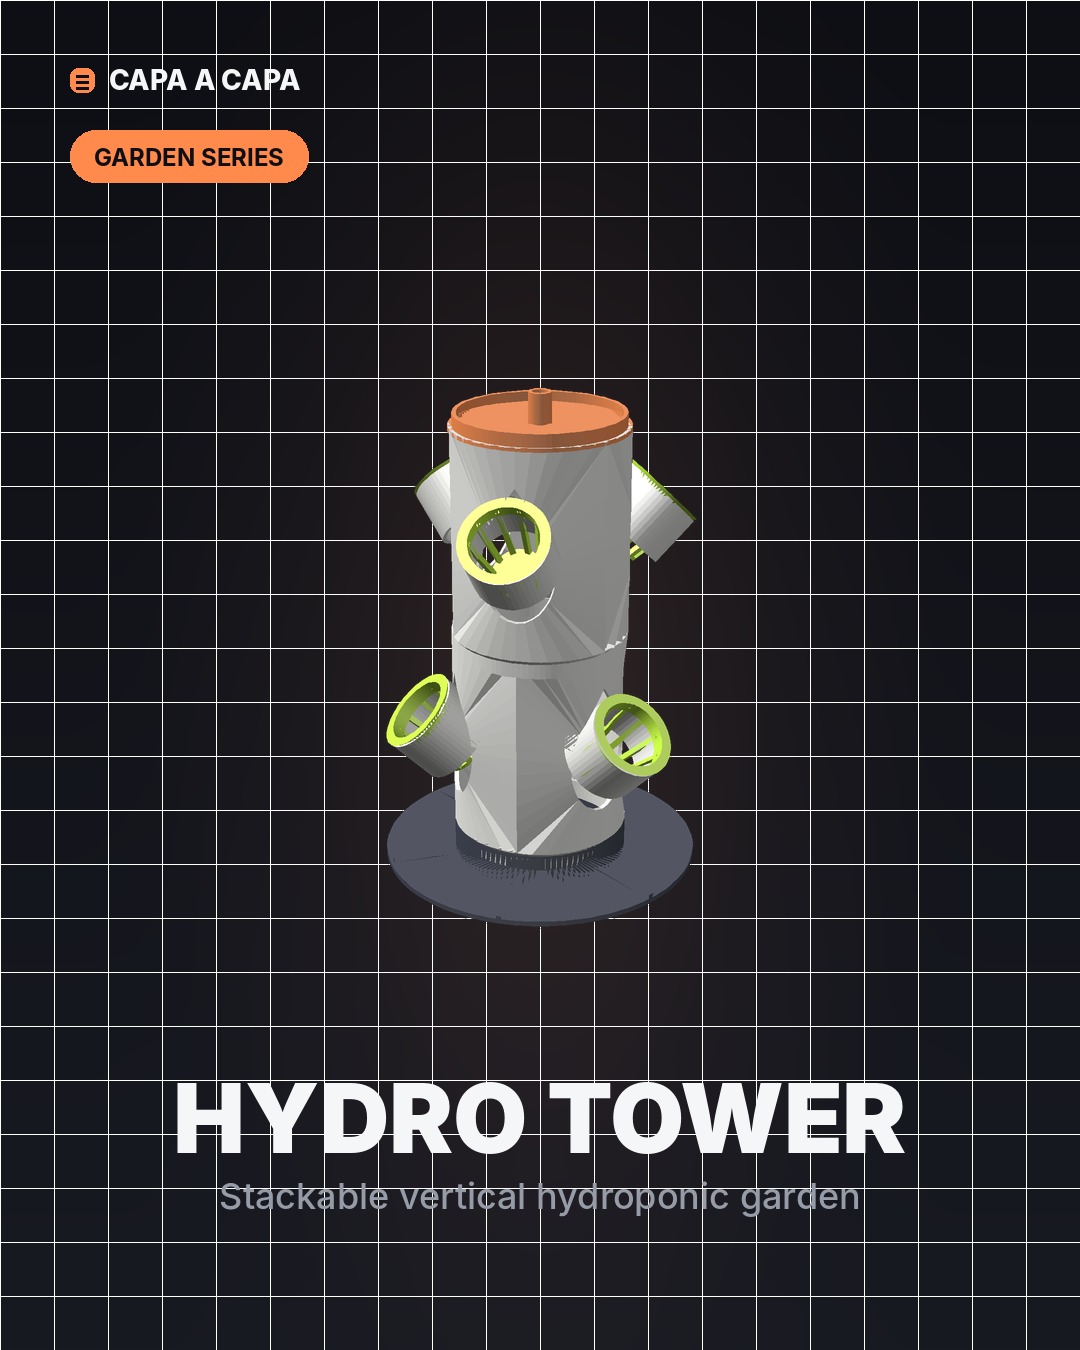 CAPA A CAPA
GARDEN SERIES
HYDRO TOWER
Stackable vertical hydroponic garden